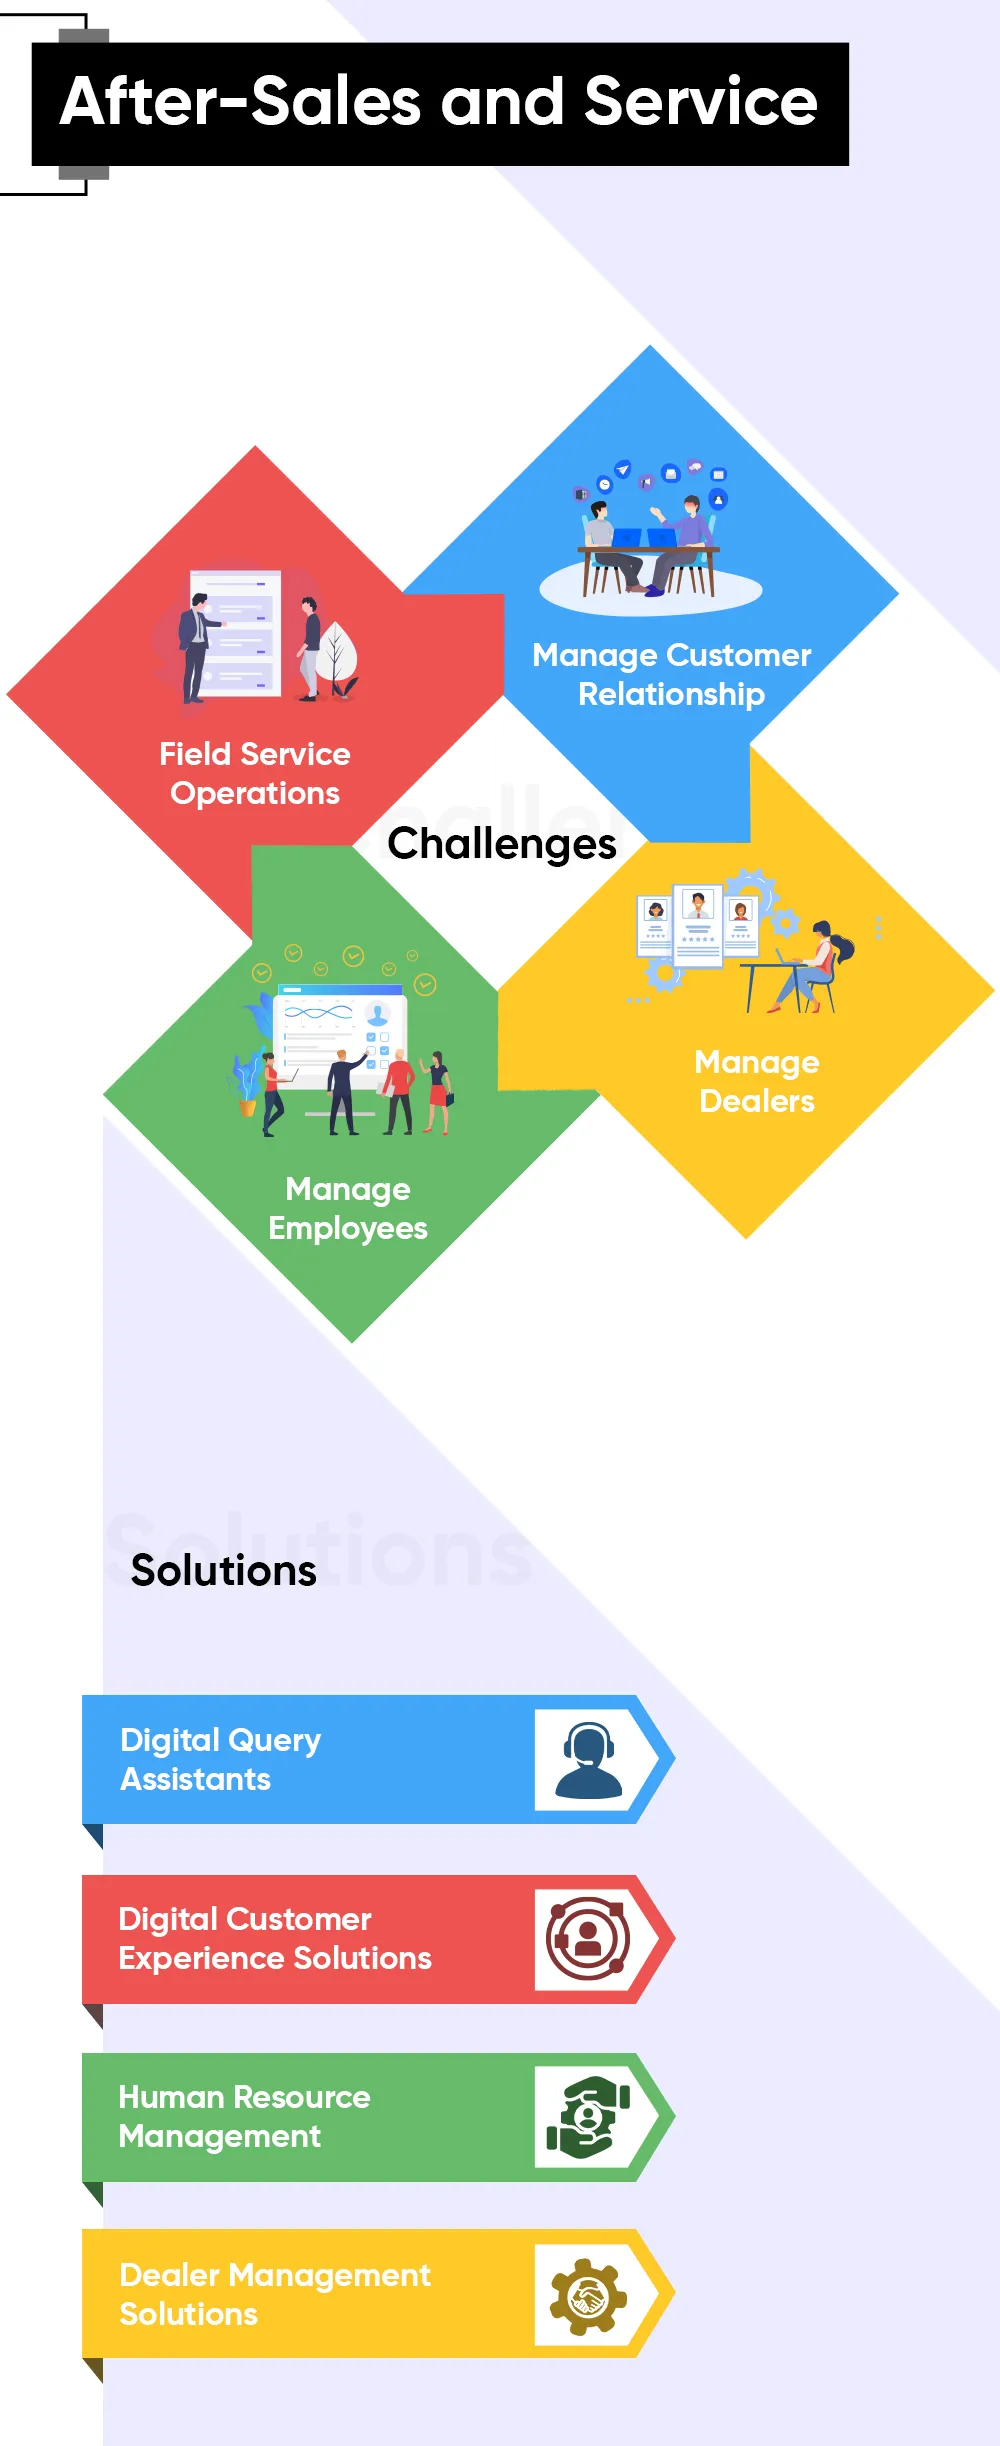 After-Sales and Service
Manage Customer
Relationship
Field Service
Operations
Challenges
Manage
Dealers
Manage
Employees
Solutions
Solutions
Digital Query
Assistants
Digital Customer
Experience Solutions
Human Resource
Management
Dealer Management
Solutions